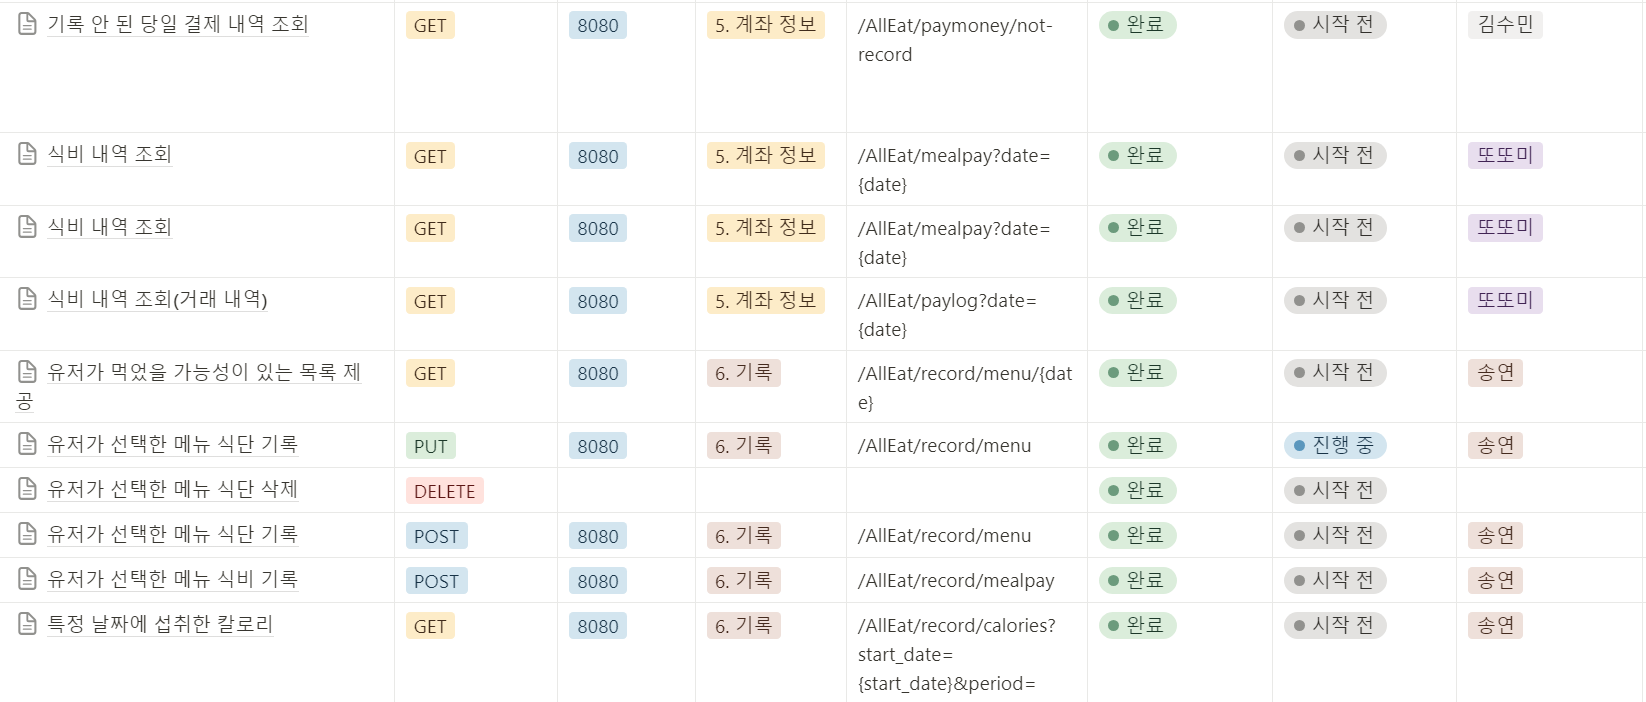 기록 안 된 당일 결제 내역 조회 GET 8080 5. 계좌 정보 /AllEat/paymoney/not- 완료 시작 전 김수민
record
식비 내역 조회 GET 8080 5. 계좌 정보 /AllEat/mealpay?date= 완료 시작 전 또또미
{date}
식비 내역 조회 GET 8080 5. 계좌 정보 /AllEat/mealpay?date= 완료 시작 전 또또미
{date}
식비 내역 조회(거래 내역) GET 8080 5. 계좌 정보 /AllEat/paylog?date= 완료 시작 전 또또미
{date}
유저가 먹었을 가능성이 있는 목록 제 GET 8080 6. 기록 /AllEat/record/menu/{dat 완료 시작 전 송연
공 e}
유저가 선택한 메뉴 식단 기록 PUT 8080 6. 기록 /AllEat/record/menu 완료 진행 중 송연
유저가 선택한 메뉴 식단 삭제 DELETE 완료 시작 전
유저가 선택한 메뉴 식단 기록 POST 8080 6. 기록 /AllEat/record/menu 완료 시작 전 송연
유저가 선택한 메뉴 식비 기록 POST 8080 6. 기록 /AllEat/record/mealpay 완료 시작 전 송연
특정 날짜에 섭취한 칼로리 GET 8080 6. 기록 /AllEat/record/calories? 완료 시작 전 송연
start_date=
{start_date}&period=